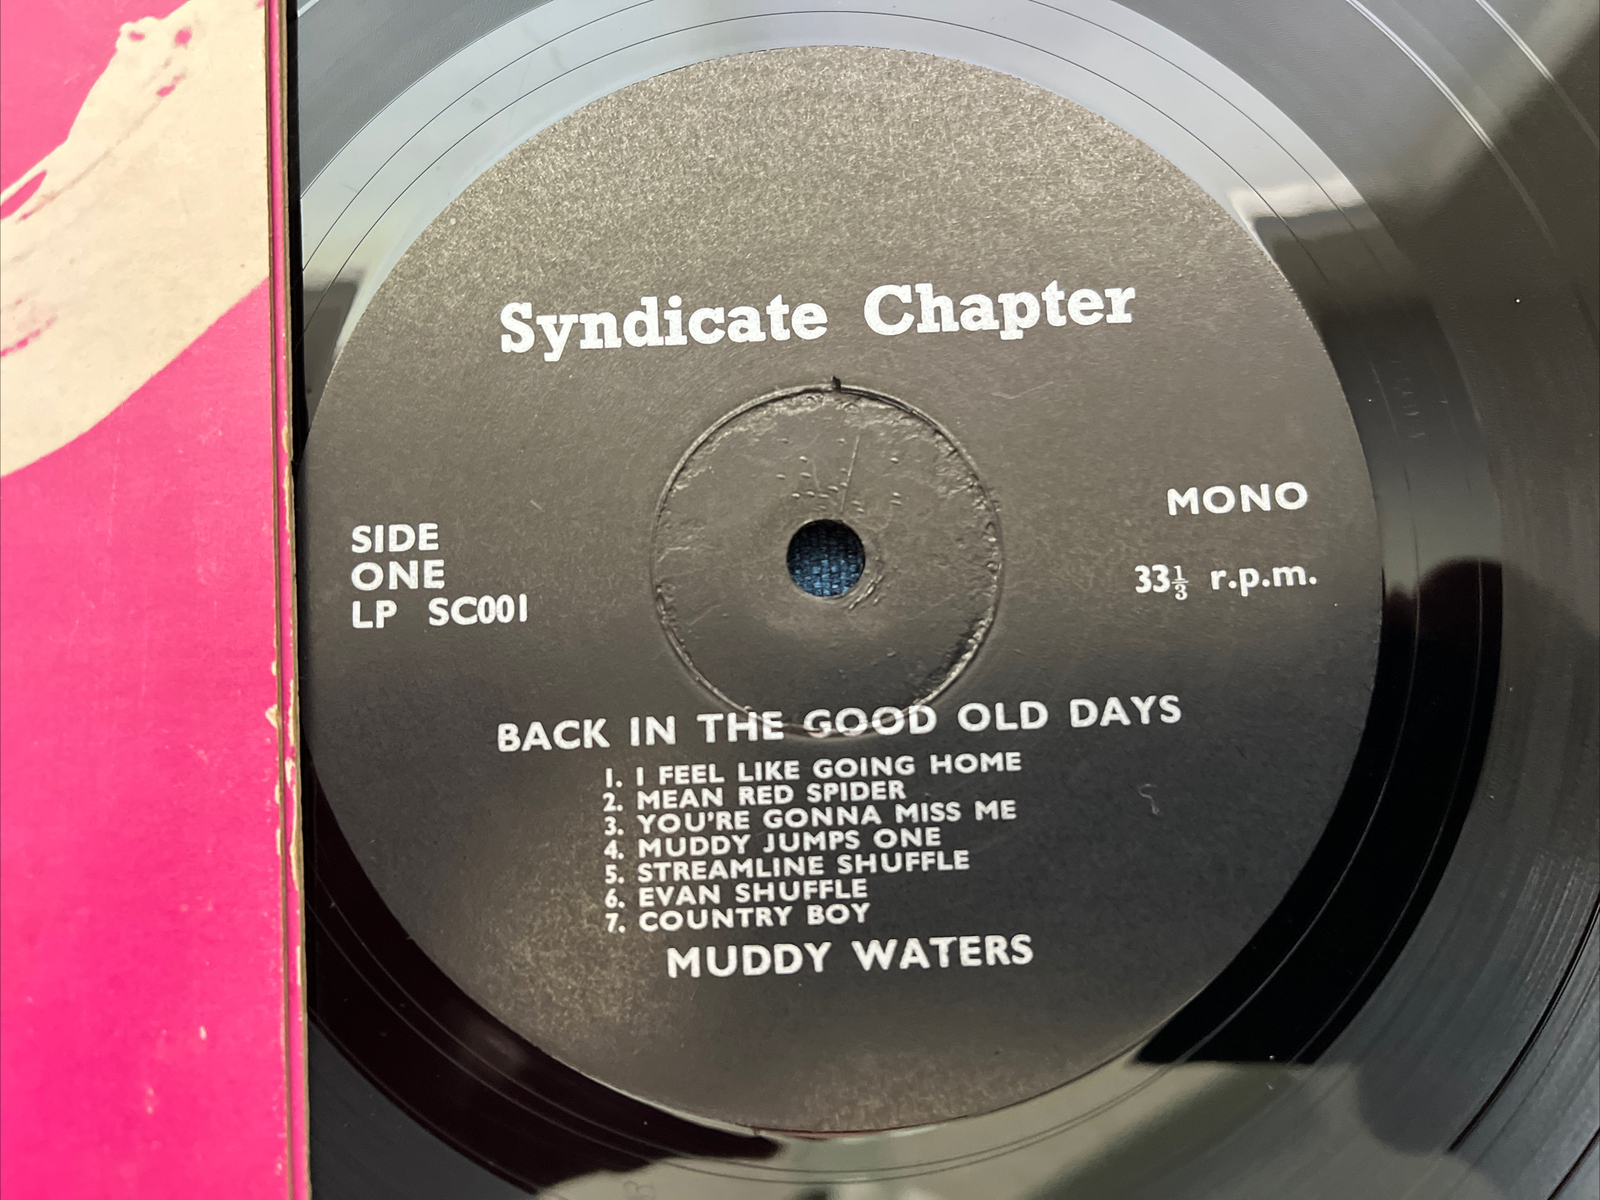 Syndicate Chapter
SIDE
ONE
LP SC001
MONO
33⅓ r.p.m.
BACK IN THE GOOD OLD DAYS
1. I FEEL LIKE GOING HOME
2. MEAN RED SPIDER
3. YOU'RE GONNA MISS ME
4. MUDDY JUMPS ONE
5. STREAMLINE SHUFFLE
6. EVAN SHUFFLE
7. COUNTRY BOY
MUDDY WATERS